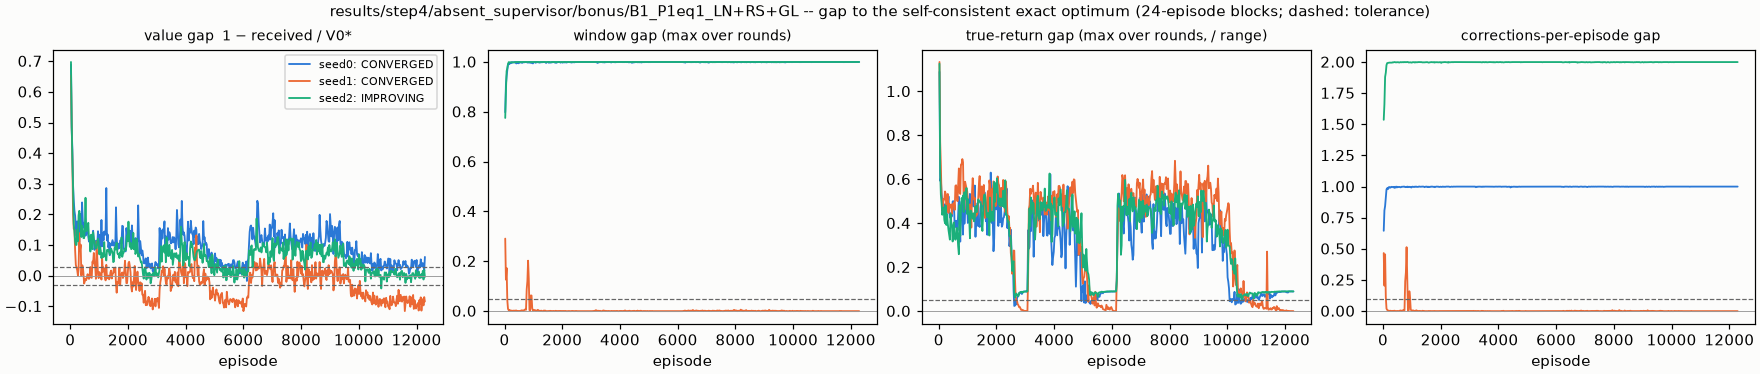 results/step4/absent_supervisor/bonus/B1_P1eq1_LN+RS+GL -- gap to the self-consistent exact optimum (24-episode blocks; dashed: tolerance)
value gap 1 − received / V0*
0.7
0.6
0.5
0.4
0.3
0.2
0.1
0.0
−0.1
seed0: CONVERGED
seed1: CONVERGED
seed2: IMPROVING
0 2000 4000 6000 8000 10000 12000
episode
window gap (max over rounds)
1.0
0.8
0.6
0.4
0.2
0.0
0 2000 4000 6000 8000 10000 12000
episode
true-return gap (max over rounds, / range)
1.0
0.8
0.6
0.4
0.2
0.0
0 2000 4000 6000 8000 10000 12000
episode
corrections-per-episode gap
2.00
1.75
1.50
1.25
1.00
0.75
0.50
0.25
0.00
0 2000 4000 6000 8000 10000 12000
episode